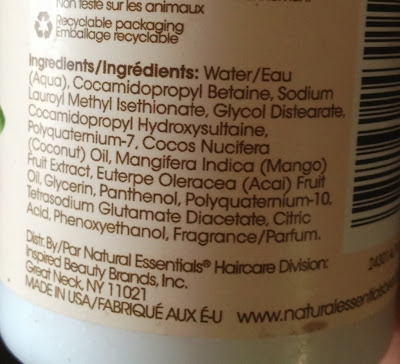 Non testé sur les animaux
Recyclable packaging
Emballage recyclable
Ingredients/Ingrédients: Water/Eau
(Aqua), Cocamidopropyl Betaine, Sodium
Lauroyl Methyl Isethionate, Glycol Distearate,
Cocamidopropyl Hydroxysultaine,
Polyquaternium-7, Cocos Nucifera
(Coconut) Oil, Mangifera Indica (Mango)
Fruit Extract, Euterpe Oleracea (Acai) Fruit
Oil, Glycerin, Panthenol, Polyquaternium-10,
Tetrasodium Glutamate Diacetate, Citric
Acid, Phenoxyethanol, Fragrance/Parfum.
Distr. By/Par Natural Essentials® Haircare Division:
Inspired Beauty Brands, Inc.
Great Neck, NY 11021
MADE IN USA/FABRIQUÉ AUX É-U